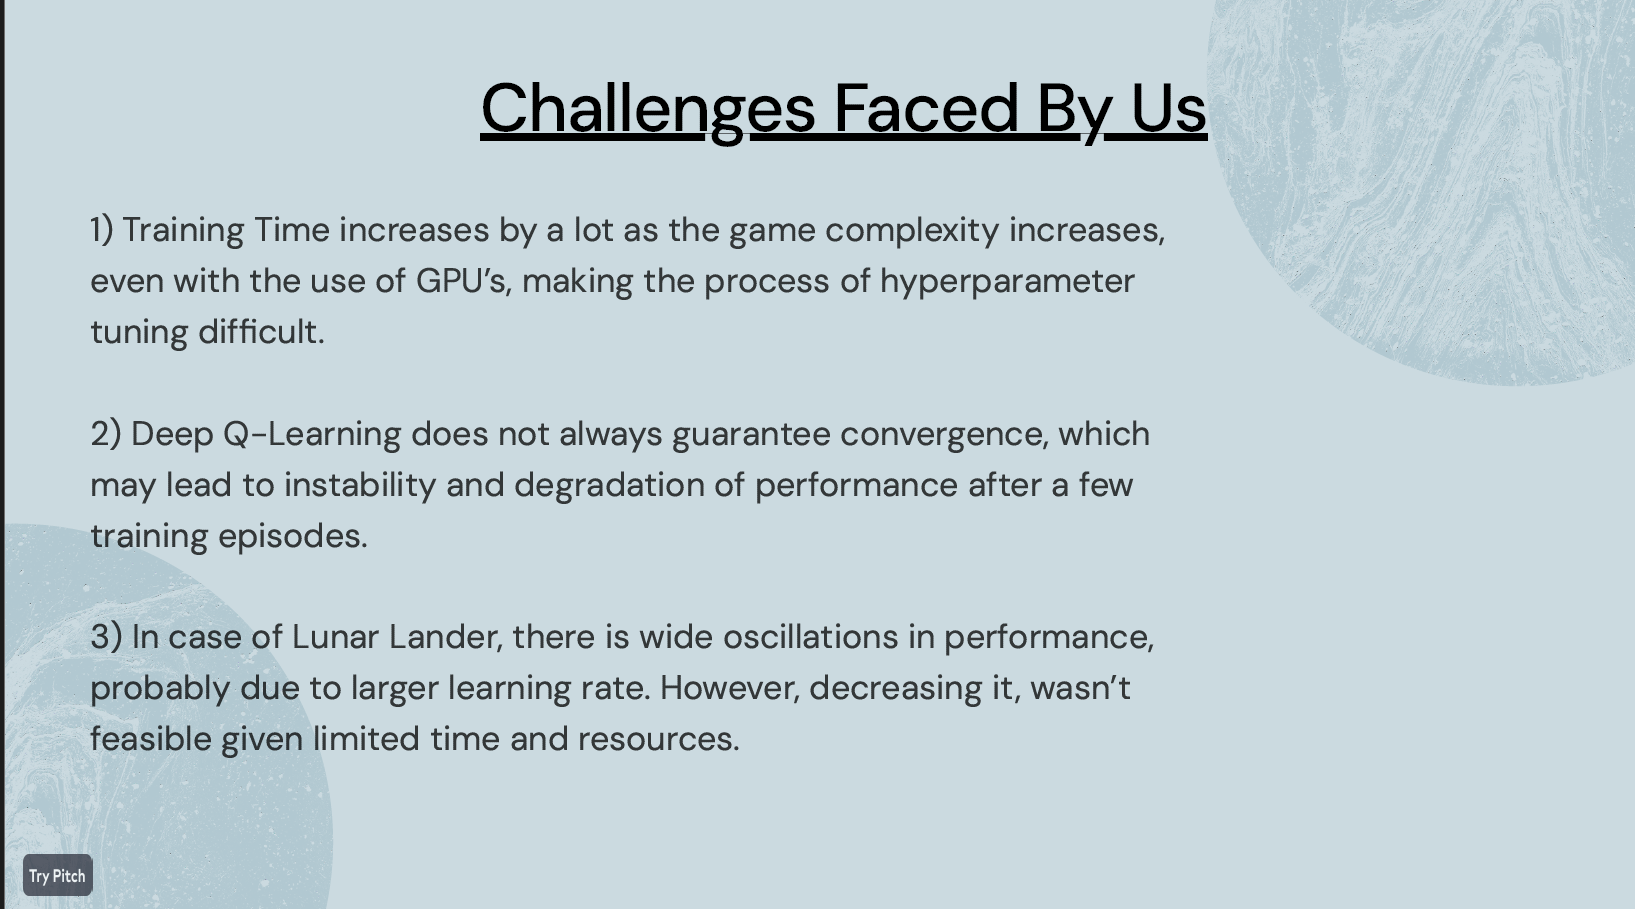 Challenges Faced By Us
1) Training Time increases by a lot as the game complexity increases,
even with the use of GPU’s, making the process of hyperparameter
tuning difficult.
2) Deep Q-Learning does not always guarantee convergence, which
may lead to instability and degradation of performance after a few
training episodes.
3) In case of Lunar Lander, there is wide oscillations in performance,
probably due to larger learning rate. However, decreasing it, wasn’t
feasible given limited time and resources.
Try Pitch